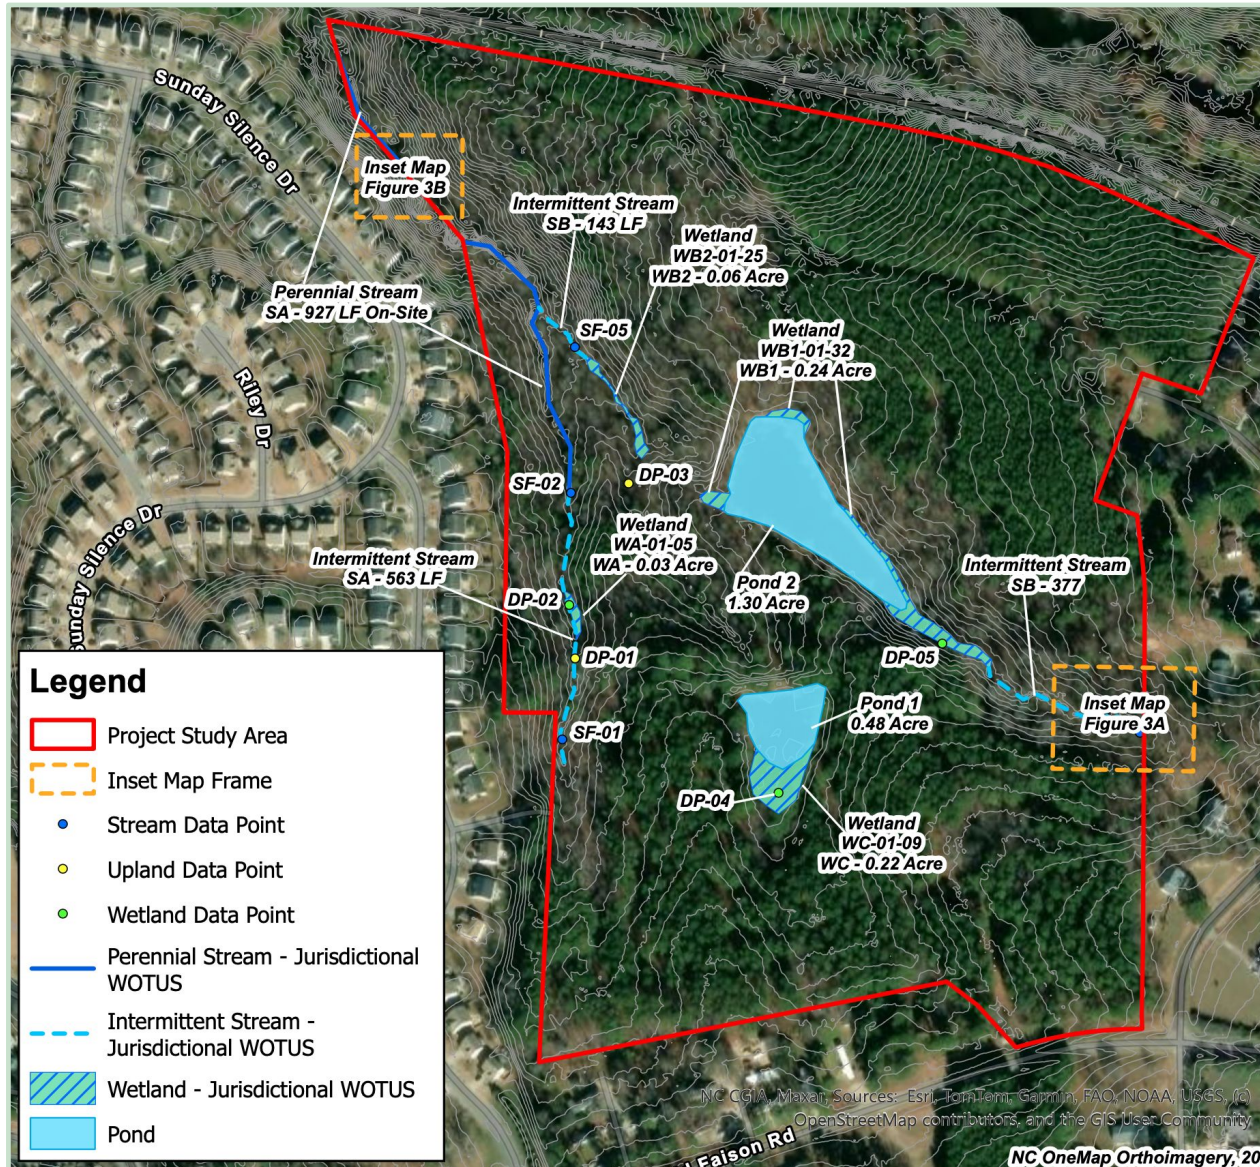 Sunday Silence Dr
Inset Map
Figure 3B
Intermittent Stream
SB - 143 LF
Wetland
WB2-01-25
WB2 - 0.06 Acre
Perennial Stream
SA - 927 LF On-Site
SF-05
Wetland
WB1-01-32
WB1 - 0.24 Acre
Riley Dr
SF-02
DP-03
Sunday Silence Dr
Wetland
WA-01-05
WA - 0.03 Acre
Intermittent Stream
SA - 563 LF
Pond 2
1.30 Acre
Intermittent Stream
SB - 377
DP-02
DP-01
DP-05
SF-01
Pond 1
0.48 Acre
Inset Map
Figure 3A
DP-04
Wetland
WC-01-09
WC - 0.22 Acre
Legend
Project Study Area
Inset Map Frame
Stream Data Point
Upland Data Point
Wetland Data Point
Perennial Stream - Jurisdictional
WOTUS
Intermittent Stream -
Jurisdictional WOTUS
Wetland - Jurisdictional WOTUS
Pond
NC CGIA, Maxar, Sources: Esri, TomTom, Garmin, FAO, NOAA, USGS, (c)
OpenStreetMap contributors, and the GIS User Community
Faison Rd
NC OneMap Orthoimagery, 20